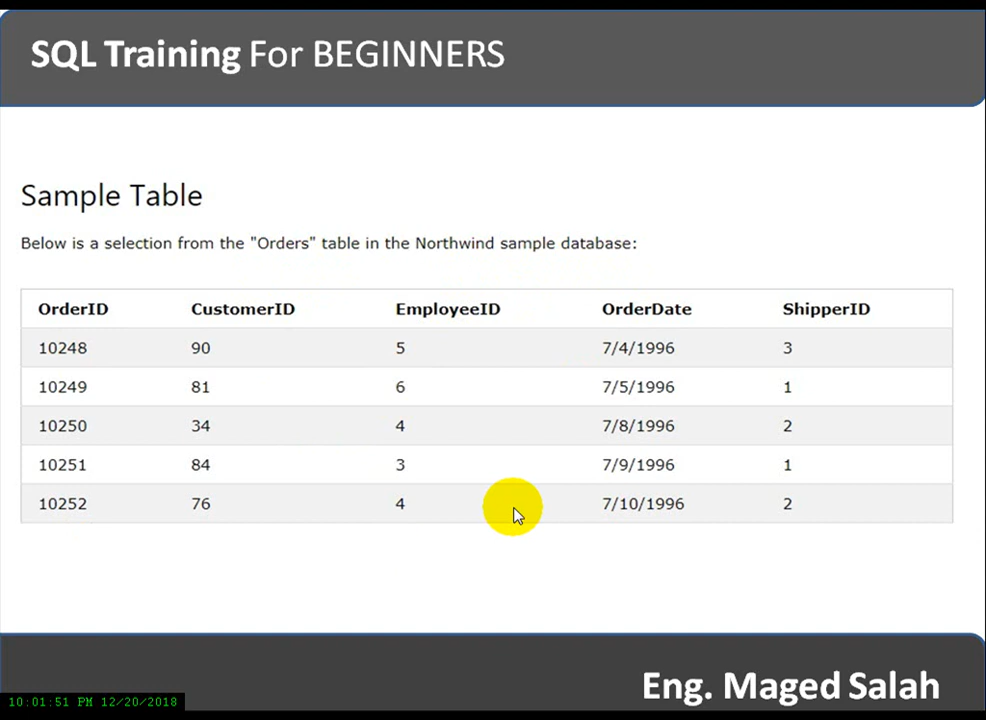 SQL Training For BEGINNERS
Sample Table
Below is a selection from the "Orders" table in the Northwind sample database:
OrderID CustomerID EmployeeID OrderDate ShipperID
10248 90 5 7/4/1996 3
10249 81 6 7/5/1996 1
10250 34 4 7/8/1996 2
10251 84 3 7/9/1996 1
10252 76 4 7/10/1996 2
Eng. Maged Salah
10:01:51 PM 12/20/2018